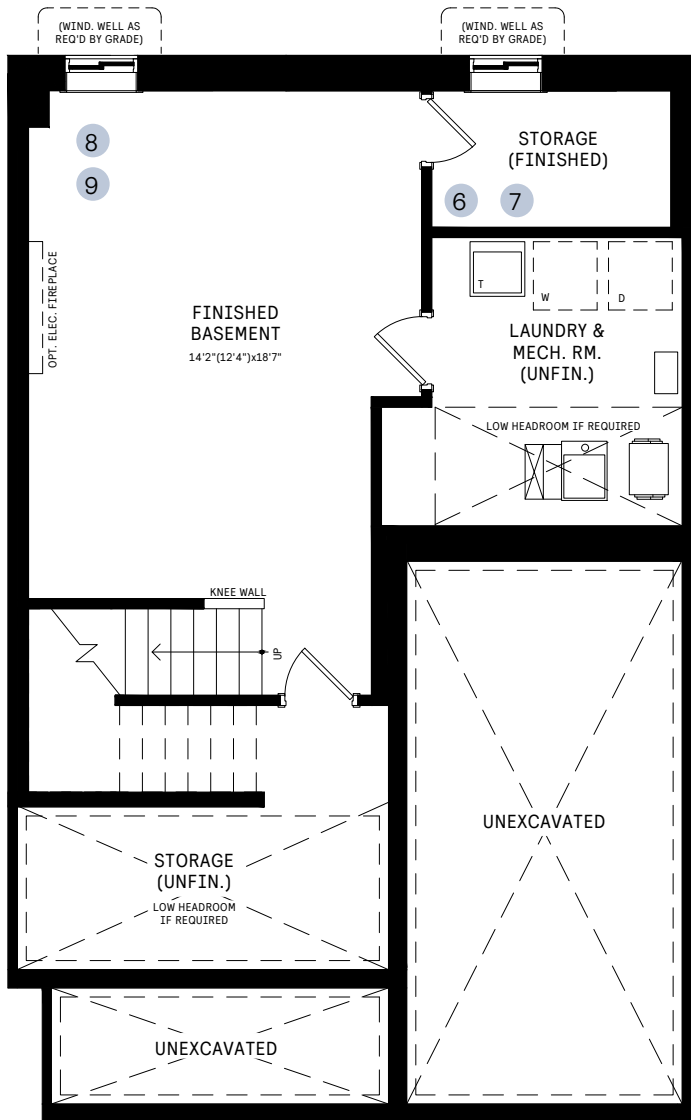 (WIND. WELL AS
REQ'D BY GRADE)
(WIND. WELL AS
REQ'D BY GRADE)
8
9
STORAGE
(FINISHED)
6
7
OPT. ELEC. FIREPLACE
FINISHED
BASEMENT
14'2"(12'4")x18'7"
T
W
D
LAUNDRY &
MECH. RM.
(UNFIN.)
LOW HEADROOM IF REQUIRED
KNEE WALL
UP
UNEXCAVATED
STORAGE
(UNFIN.)
LOW HEADROOM
IF REQUIRED
UNEXCAVATED